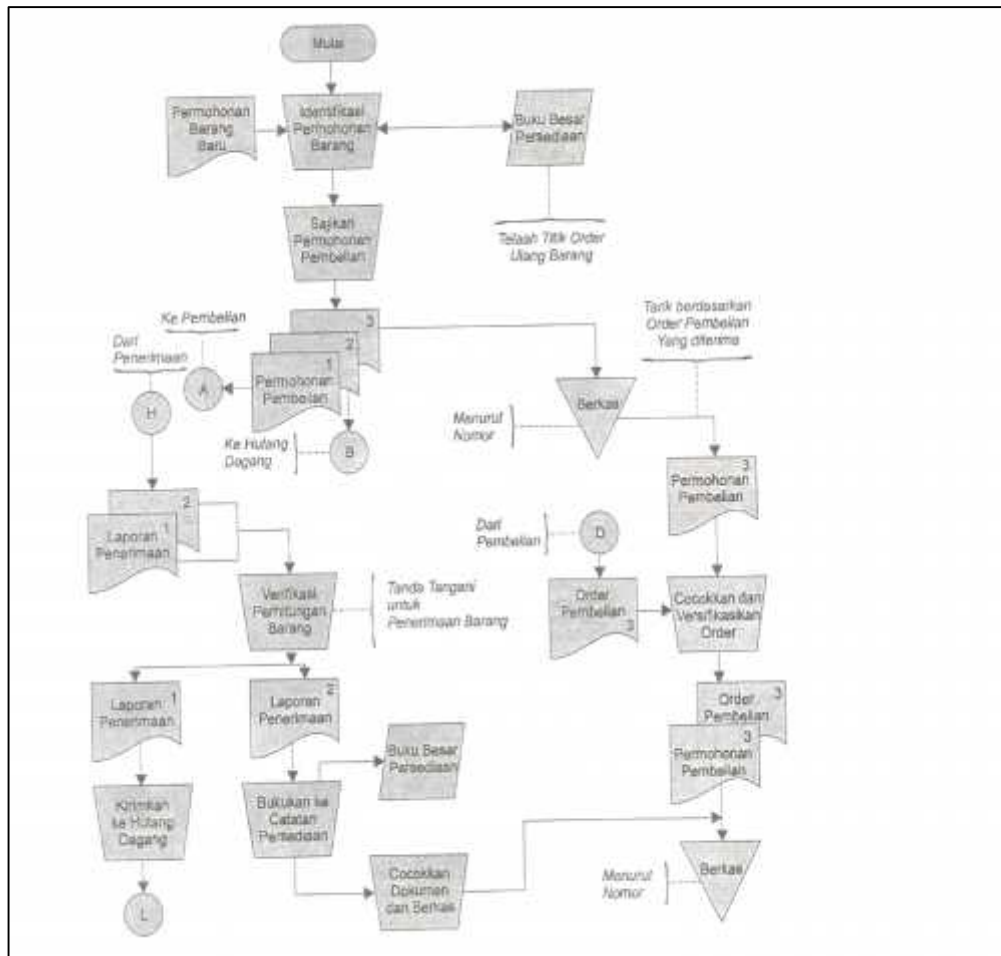 Mulai
Permohonan
Barang
Baru
Identifikasi
Permohonan
Barang
Buku Besar
Persediaan
Sajikan
Permohonan
Pembelian
Telaah Titik Order
Ulang Barang
Ke Pembelian
Dari
Penerimaan
3
2
1
Permohonan
Pembelian
A
H
B
Ke Hutang
Dagang
Tarik berdasarkan
Order Pembelian
Yang diterima
Berkas
Menurut
Nomor
3
Permohonan
Pembelian
2
1
Laporan
Penerimaan
Dari
Pembelian
D
Verifikasi
Perhitungan
Barang
Tanda Tangani
untuk
Penerimaan Barang
Order
Pembelian
3
Cocokkan dan
Versifikasikan
Order
1
Laporan
Penerimaan
2
Laporan
Penerimaan
Order
Pembelian
3
3
Permohonan
Pembelian
Buku Besar
Persediaan
Kirimkan
ke Hutang
Dagang
Bukukan ke
Catatan
Persediaan
Cocokkan
Dokumen
dan Berkas
Menurut
Nomor
Berkas
L